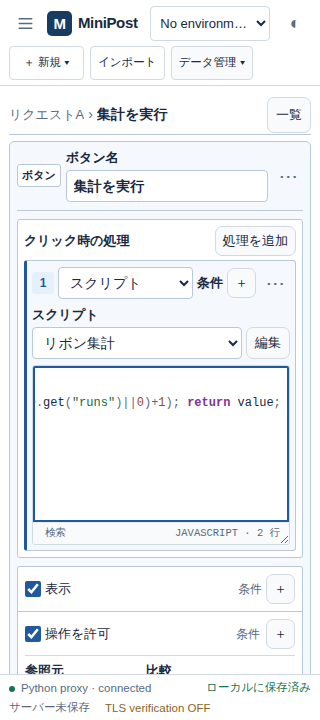 M MiniPost No environm…
＋ 新規 ▾ インポート データ管理 ▾
リクエストA › 集計を実行 一覧
ボタン名
ボタン 集計を実行 ···
クリック時の処理 処理を追加
1 スクリプト 条件 + ···
スクリプト
リボン集計 編集
.get("runs")||0)+1); return value;
検索 JAVASCRIPT · 2 行
表示 条件 +
操作を許可 条件 +
参照元 比較
Python proxy · connected ローカルに保存済み
サーバー未保存 TLS verification OFF